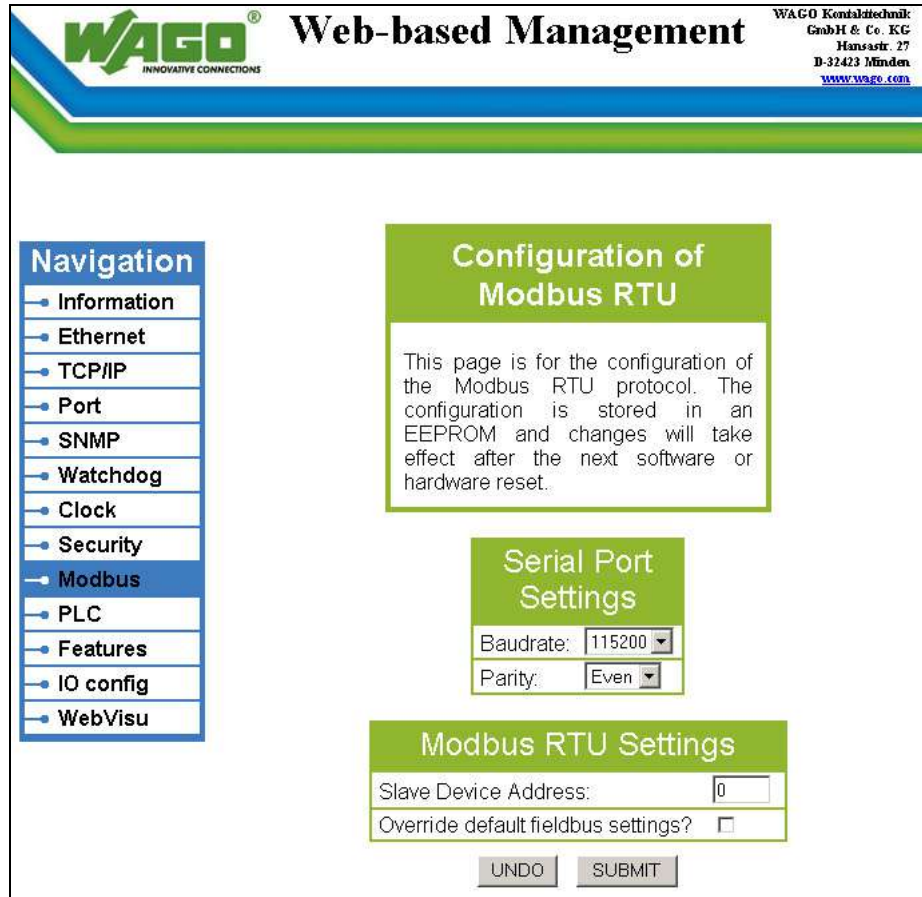 WAGO®
INNOVATIVE CONNECTIONS
Web-based Management
WAGO Kontakttechnik
GmbH & Co. KG
Hansastr. 27
D-32423 Minden
www.wago.com
Navigation
Information
Ethernet
TCP/IP
Port
SNMP
Watchdog
Clock
Security
Modbus
PLC
Features
IO config
WebVisu
Configuration of
Modbus RTU
This page is for the configuration of
the Modbus RTU protocol. The
configuration is stored in an
EEPROM and changes will take
effect after the next software or
hardware reset.
Serial Port
Settings
Baudrate: 115200
Parity: Even
Modbus RTU Settings
Slave Device Address: 0
Override default fieldbus settings?
UNDO SUBMIT